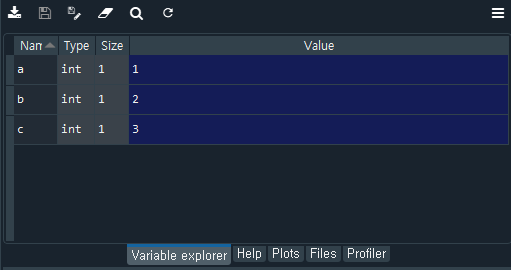 Nam Type Size Value
a int 1 1
b int 1 2
c int 1 3
Variable explorer Help Plots Files Profiler